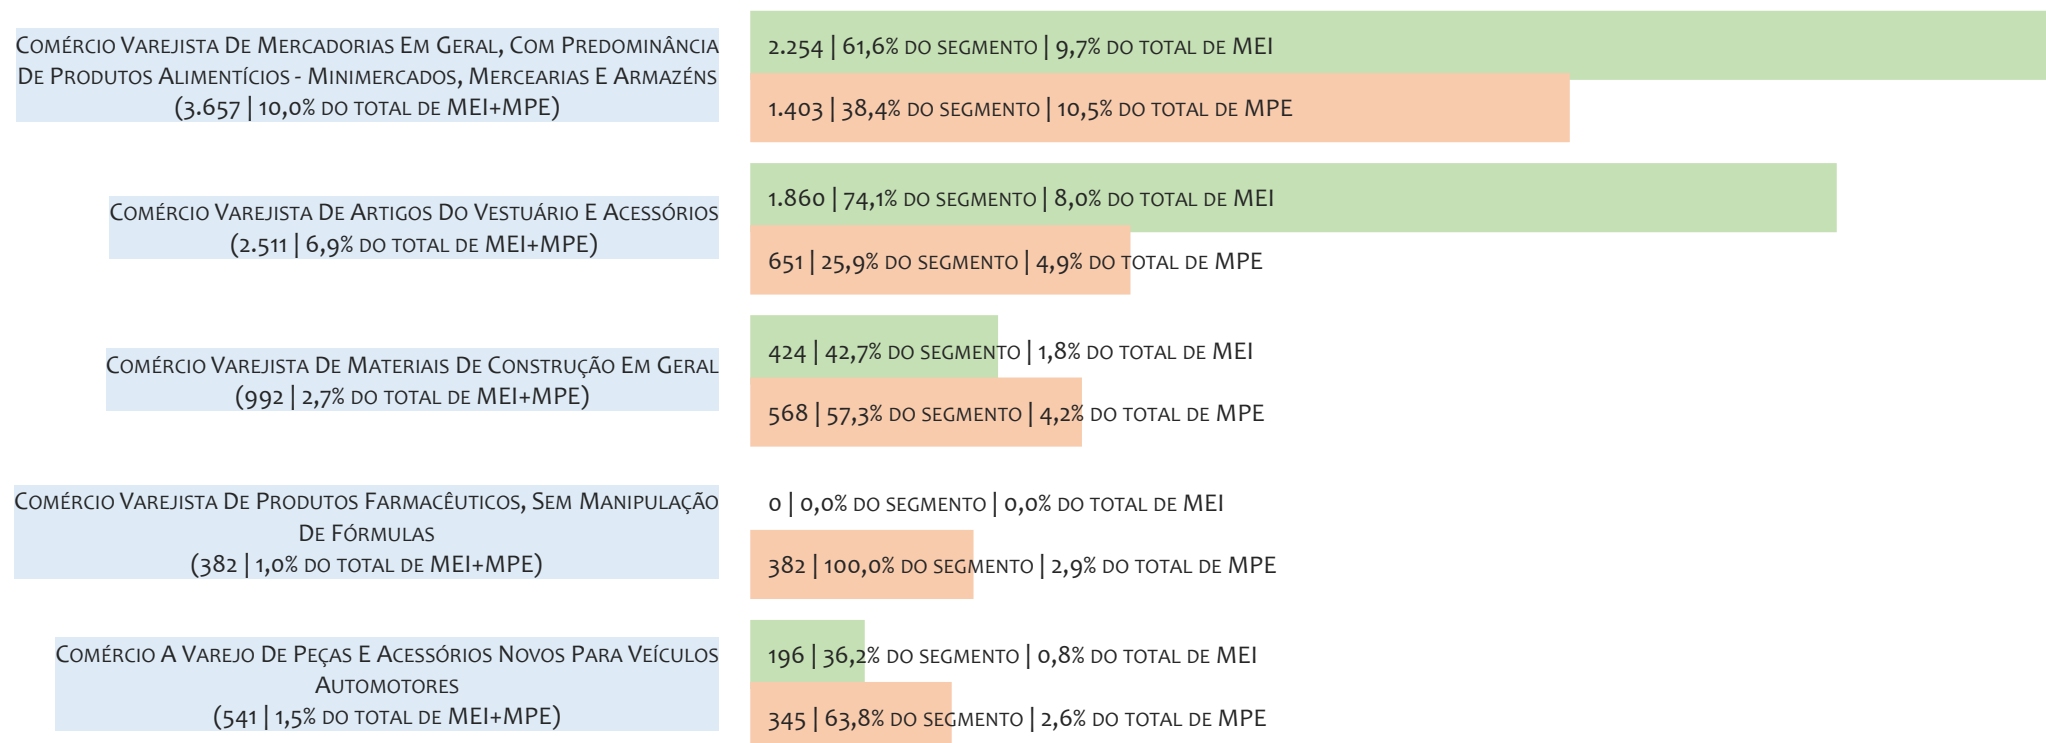 Comércio Varejista De Mercadorias Em Geral, Com Predominância
De Produtos Alimentícios - Minimercados, Mercearias E Armazéns
(3.657 | 10,0% do total de MEI+MPE)
2.254 | 61,6% do segmento | 9,7% do total de MEI
1.403 | 38,4% do segmento | 10,5% do total de MPE
Comércio Varejista De Artigos Do Vestuário E Acessórios
(2.511 | 6,9% do total de MEI+MPE)
1.860 | 74,1% do segmento | 8,0% do total de MEI
651 | 25,9% do segmento | 4,9% do total de MPE
Comércio Varejista De Materiais De Construção Em Geral
(992 | 2,7% do total de MEI+MPE)
424 | 42,7% do segmento | 1,8% do total de MEI
568 | 57,3% do segmento | 4,2% do total de MPE
Comércio Varejista De Produtos Farmacêuticos, Sem Manipulação
De Fórmulas
(382 | 1,0% do total de MEI+MPE)
0 | 0,0% do segmento | 0,0% do total de MEI
382 | 100,0% do segmento | 2,9% do total de MPE
Comércio A Varejo De Peças E Acessórios Novos Para Veículos
Automotores
(541 | 1,5% do total de MEI+MPE)
196 | 36,2% do segmento | 0,8% do total de MEI
345 | 63,8% do segmento | 2,6% do total de MPE